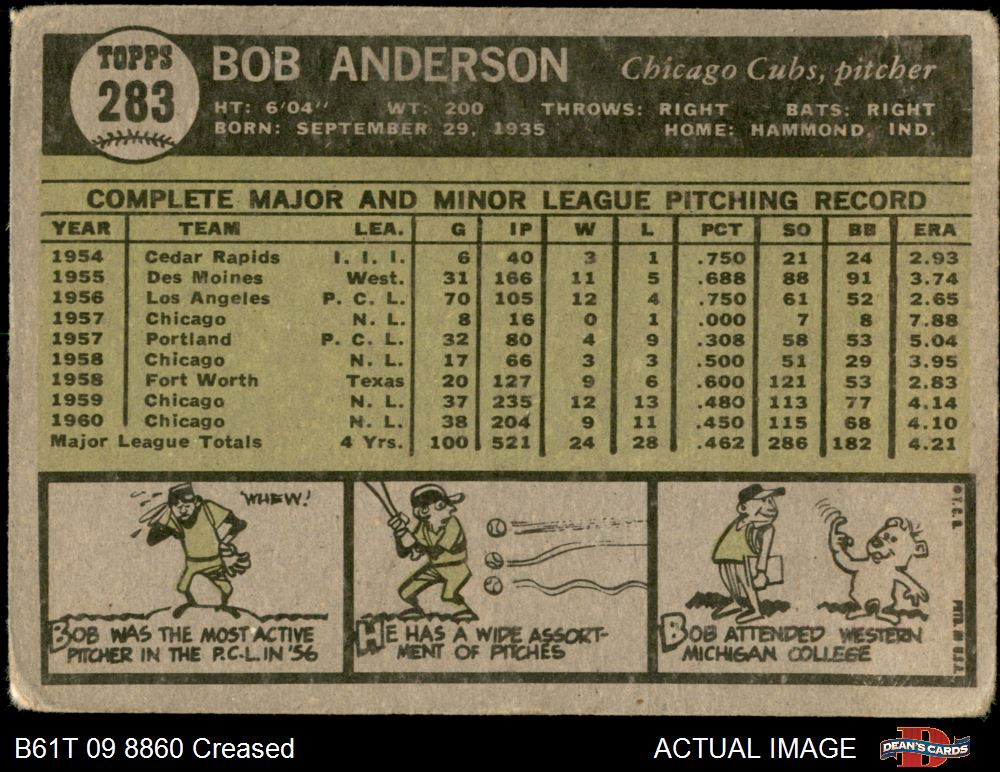 TOPPS
283
BOB ANDERSON Chicago Cubs, pitcher
HT: 6'04" WT: 200 THROWS: RIGHT BATS: RIGHT
BORN: SEPTEMBER 29, 1935 HOME: HAMMOND, IND.
COMPLETE MAJOR AND MINOR LEAGUE PITCHING RECORD
YEAR TEAM LEA. G IP W L PCT SO BB ERA
1954 Cedar Rapids I. I. I. 6 40 3 1 .750 21 24 2.93
1955 Des Moines West. 31 166 11 5 .688 88 91 3.74
1956 Los Angeles P. C. L. 70 105 12 4 .750 61 52 2.65
1957 Chicago N. L. 8 16 0 1 .000 7 8 7.88
1957 Portland P. C. L. 32 80 4 9 .308 58 53 5.04
1958 Chicago N. L. 17 66 3 3 .500 51 29 3.95
1958 Fort Worth Texas 20 127 9 6 .600 121 53 2.83
1959 Chicago N. L. 37 235 12 13 .480 113 77 4.14
1960 Chicago N. L. 38 204 9 11 .450 115 68 4.10
Major League Totals 4 Yrs. 100 521 24 28 .462 286 182 4.21
"WHEW!"
BOB WAS THE MOST ACTIVE
PITCHER IN THE P.C.L. IN '56
HE HAS A WIDE ASSORT-
MENT OF PITCHES
BOB ATTENDED WESTERN
MICHIGAN COLLEGE
© T.C.G. PRTD. IN U.S.A.
B61T 09 8860 Creased
ACTUAL IMAGE
D
DEAN'S CARDS